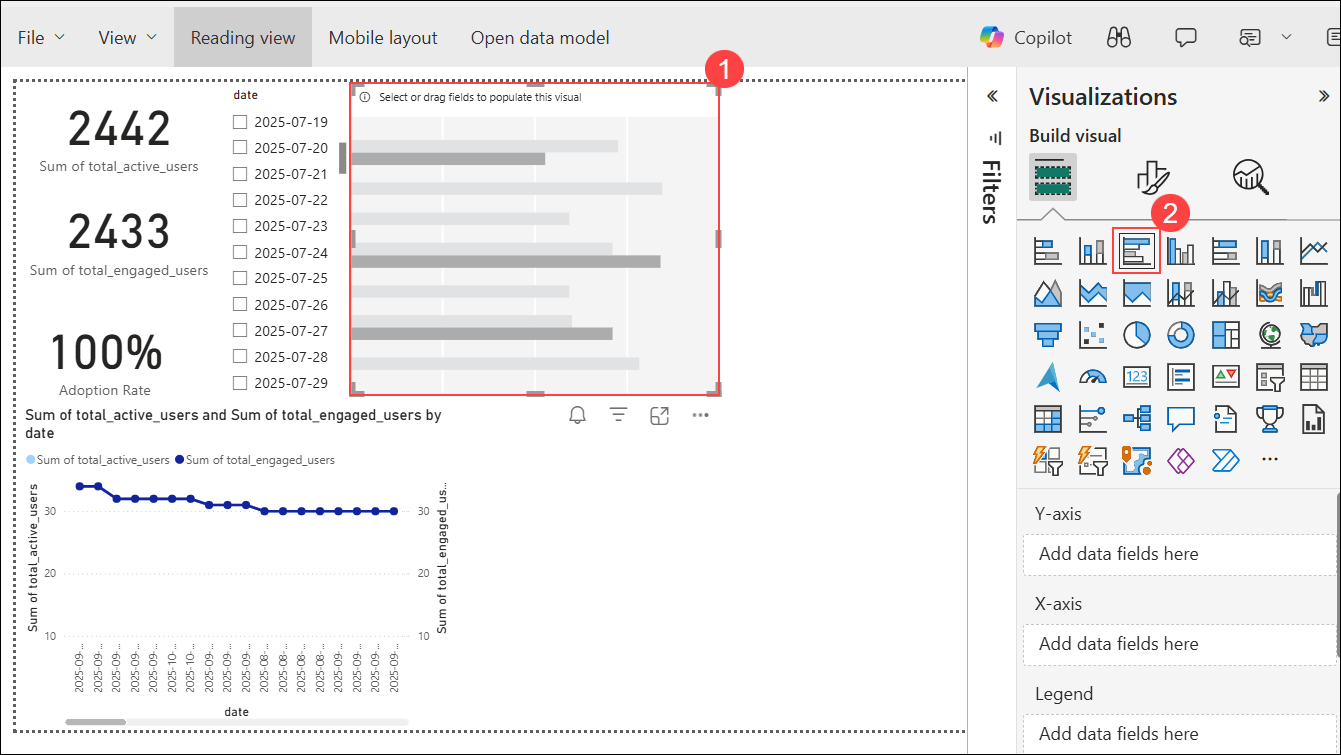 File View Reading view Mobile layout Open data model Copilot
1
2442
Sum of total_active_users
2433
Sum of total_engaged_users
100%
Adoption Rate
date
2025-07-19
2025-07-20
2025-07-21
2025-07-22
2025-07-23
2025-07-24
2025-07-25
2025-07-26
2025-07-27
2025-07-28
2025-07-29
Select or drag fields to populate this visual
Sum of total_active_users and Sum of total_engaged_users by
date
Sum of total_active_users Sum of total_engaged_users
Sum of total_active_users
30
20
10
30
20
10
Sum of total_engaged_us...
2025-09-...
2025-09-...
2025-09-...
2025-09-...
2025-09-...
2025-10-...
2025-10-...
2025-09-...
2025-09-...
2025-09-...
2025-08-...
2025-08-...
2025-08-...
2025-08-...
2025-09-...
2025-09-...
2025-09-...
2025-09-...
date
Filters
Visualizations
Build visual
2
123
Y-axis
Add data fields here
X-axis
Add data fields here
Legend
Add data fields here